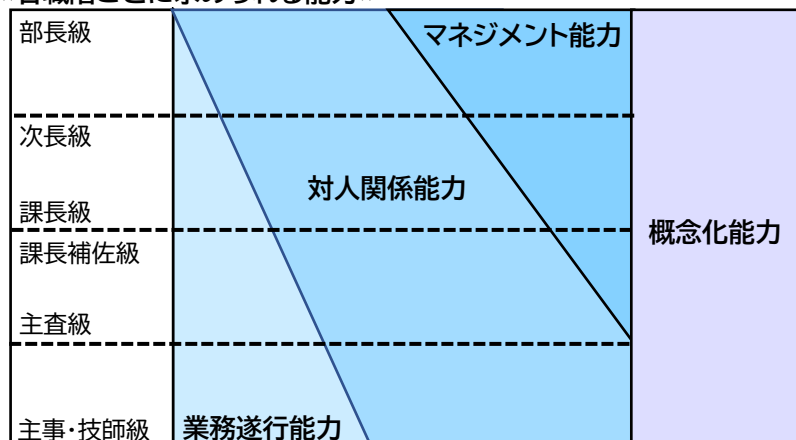 部長級
マネジメント能力
次長級
対人関係能力
課長級
概念化能力
課長補佐級
主査級
主事・技師級
業務遂行能力